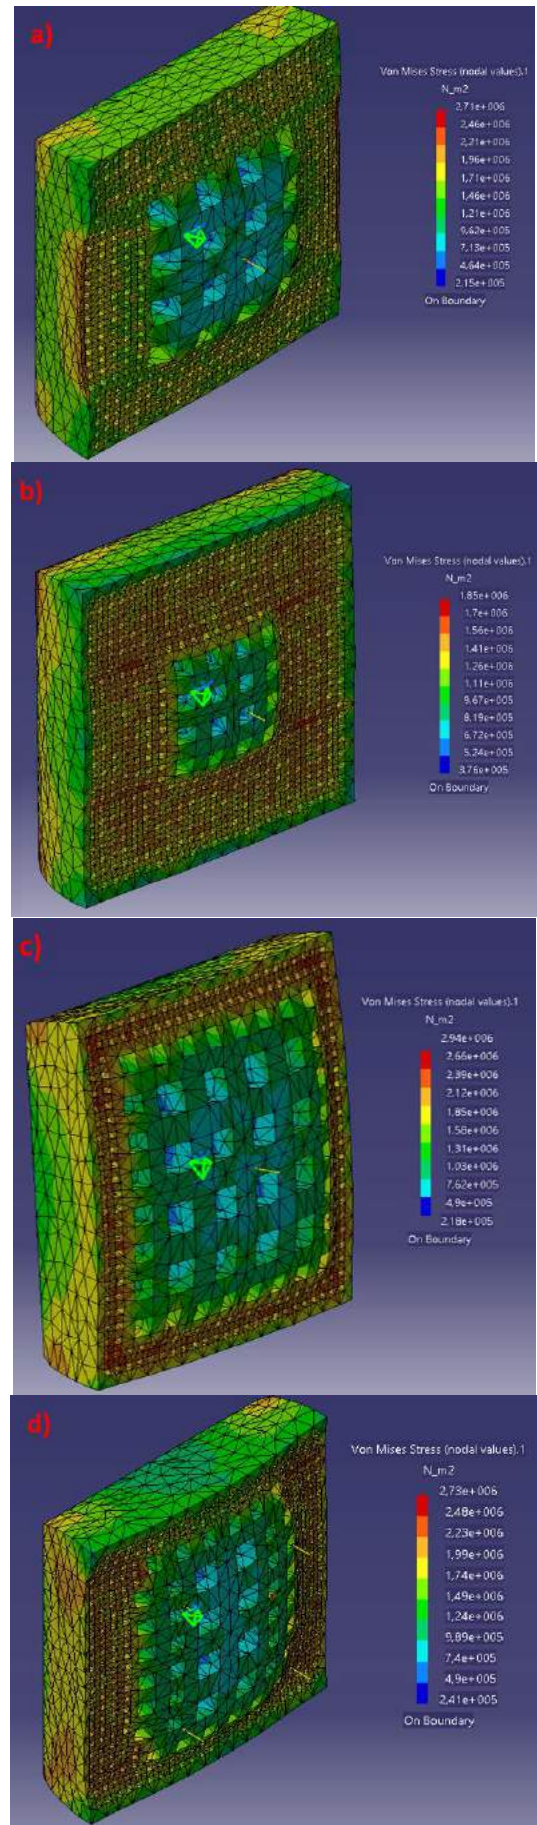 a)
Von Mises Stress (nodal values).1
N_m2
2,71e+006
2,46e+006
2,21e+006
1,96e+006
1,71e+006
1,46e+006
1,21e+006
9,62e+005
7,13e+005
4,64e+005
2,15e+005
On Boundary
b)
Von Mises Stress (nodal values).1
N_m2
1,85e+006
1,7e+006
1,56e+006
1,41e+006
1,26e+006
1,11e+006
9,67e+005
8,19e+005
6,72e+005
5,24e+005
3,76e+005
On Boundary
c)
Von Mises Stress (nodal values).1
N_m2
2,94e+006
2,66e+006
2,39e+006
2,12e+006
1,85e+006
1,58e+006
1,31e+006
1,03e+006
7,62e+005
4,9e+005
2,18e+005
On Boundary
d)
Von Mises Stress (nodal values).1
N_m2
2,73e+006
2,48e+006
2,23e+006
1,99e+006
1,74e+006
1,49e+006
1,24e+006
9,89e+005
7,4e+005
4,9e+005
2,41e+005
On Boundary